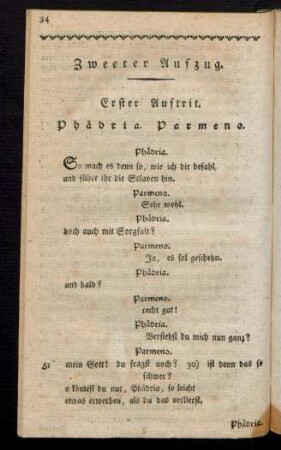 34
Zweeter Aufzug.
Erster Auftrit.
Phädria Parmeno.
Phädria.
So mach es denn so, wie ich dir befahl,
und führe ihr die Sclaven hin.
Parmeno.
Sehr wohl.
Phädria.
doch auch mit Sorgfalt?
Parmeno.
Ja, es sol geschehn.
Phädria.
und bald?
Parmeno.
recht gut!
Phädria.
Verstehst du mich nun ganz?
Parmeno.
mein Gott! du fragst noch? 30) ist denn das so
schwer?
o köntest du nur, Phädria, so leicht
etwas erwerben, als du das verlierst,
Phädria.